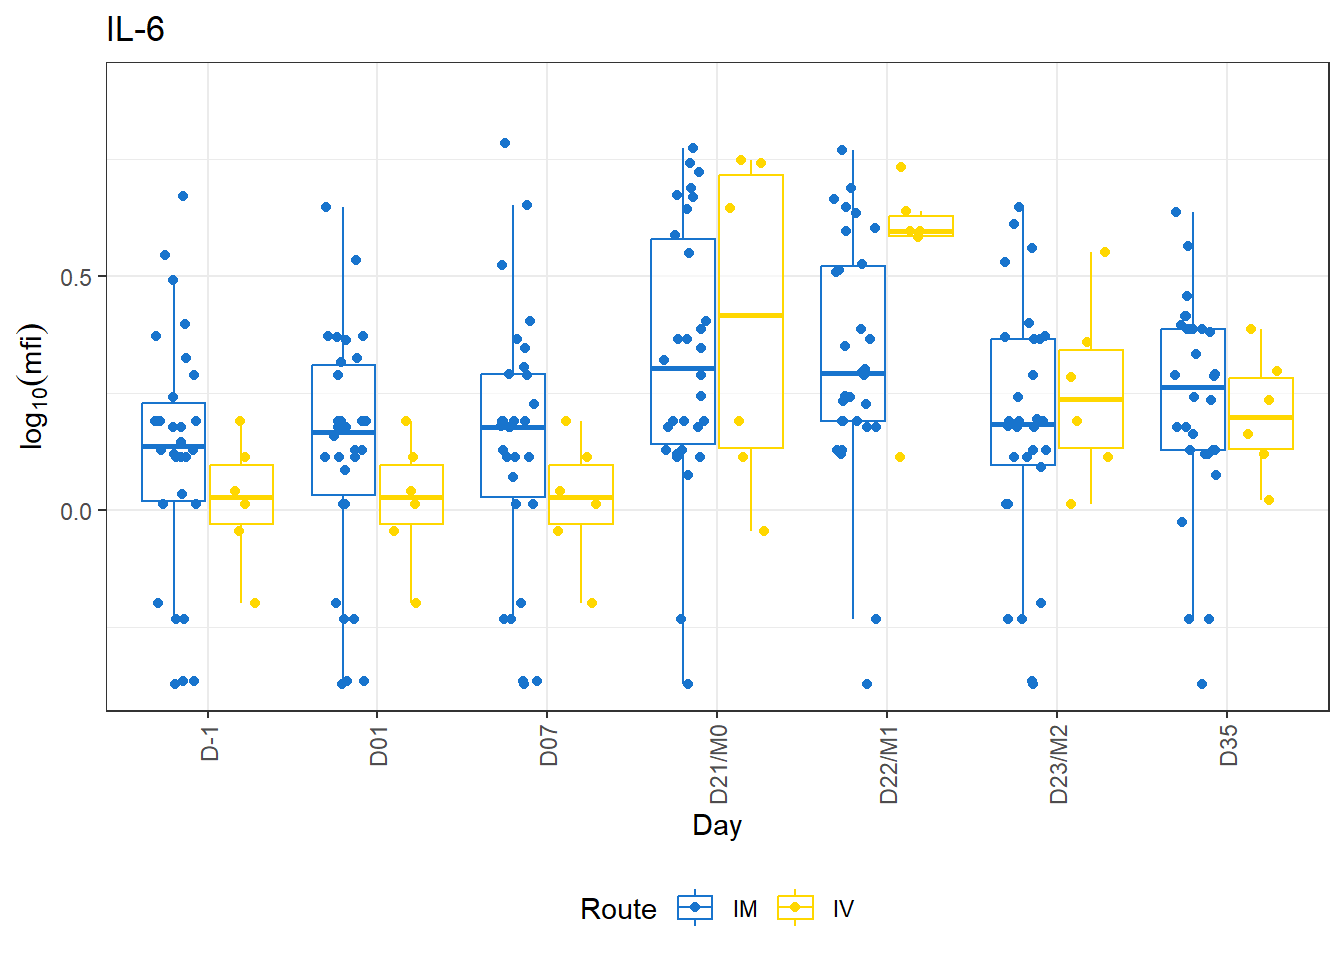 IL-6
log10(mfi)
0.5
0.0
D-1
D01
D07
D21/M0
D22/M1
D23/M2
D35
Day
Route IM IV